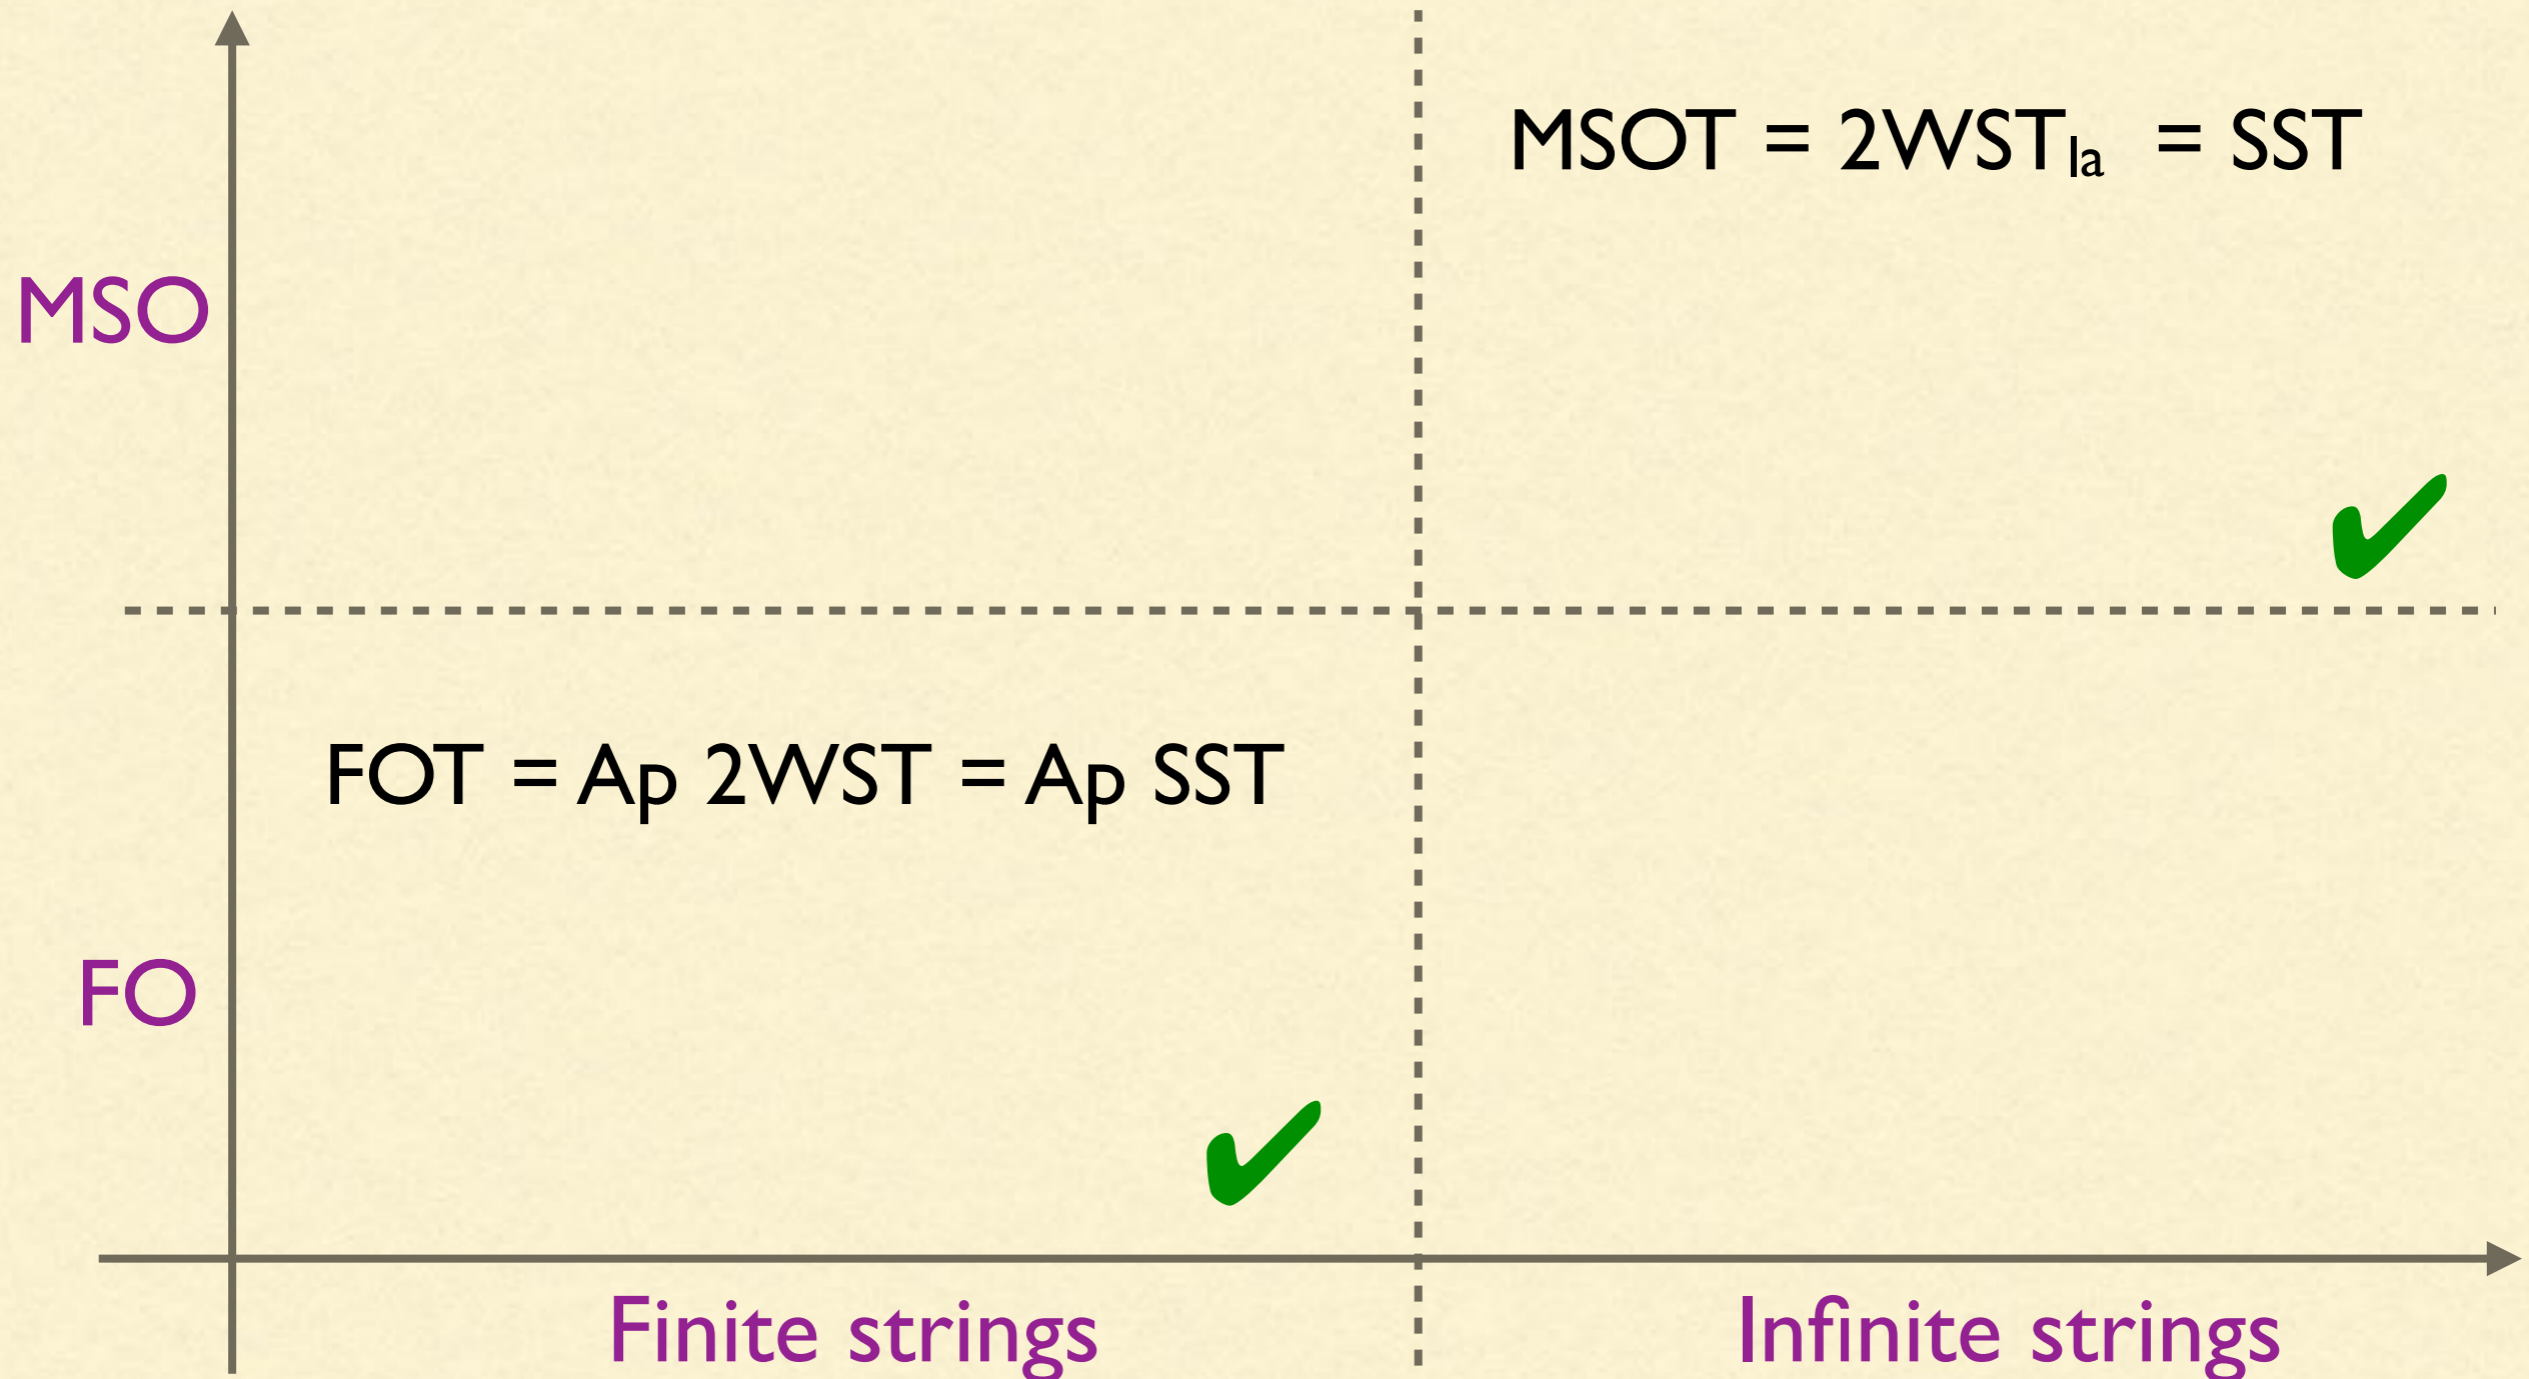 MSOT = 2WSTla = SST
MSO
FOT = Ap 2WST = Ap SST
FO
Finite strings
Infinite strings